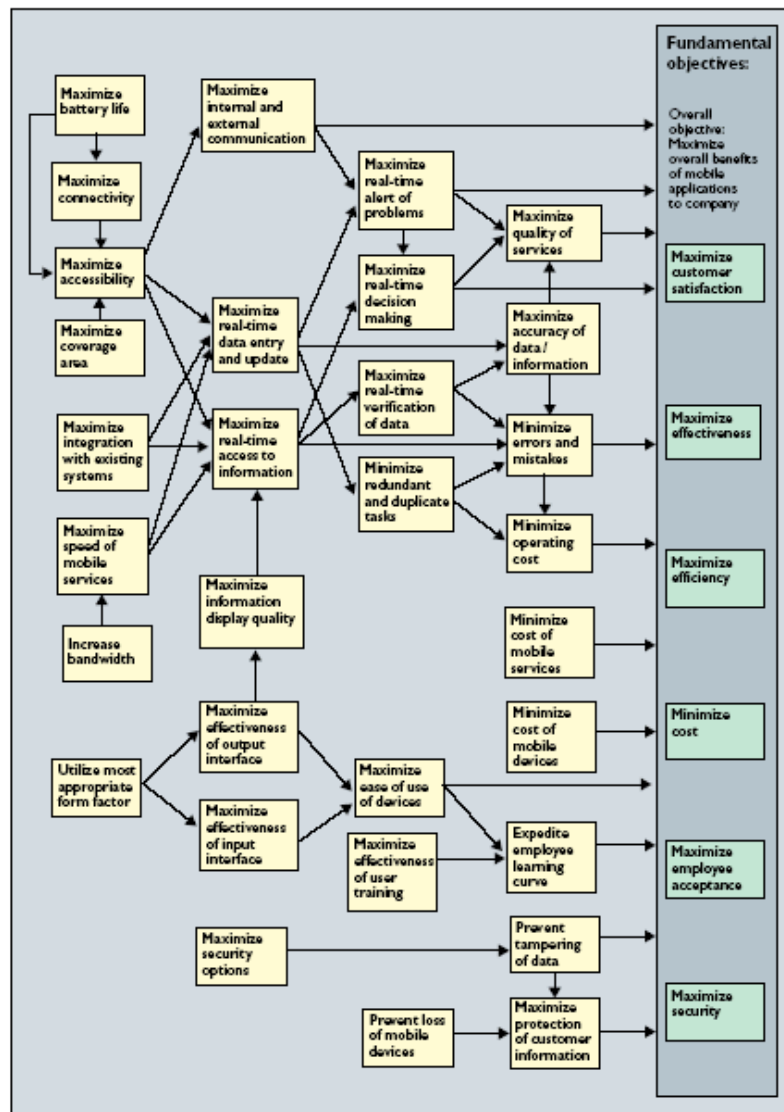 Fundamental
objectives:
Overall
objective:
Maximize
overall benefits
of mobile
applications
to company
Maximize
battery life
Maximize
internal and
external
communication
Maximize
connectivity
Maximize
real-time
alert of
problems
Maximize
quality of
services
Maximize
accessibility
Maximize
real-time
decision
making
Maximize
customer
satisfaction
Maximize
coverage
area
Maximize
real-time
data entry
and update
Maximize
accuracy of
data /
information
Maximize
integration
with existing
systems
Maximize
real-time
access to
information
Maximize
real-time
verification
of data
Minimize
errors and
mistakes
Maximize
effectiveness
Maximize
speed of
mobile
services
Minimize
redundant
and duplicate
tasks
Minimize
operating
cost
Maximize
efficiency
Increase
bandwidth
Maximize
information
display quality
Minimize
cost of
mobile
services
Utilize most
appropriate
form factor
Maximize
effectiveness
of output
interface
Minimize
cost of
mobile
devices
Minimize
cost
Maximize
effectiveness
of input
interface
Maximize
ease of use
of devices
Maximize
effectiveness
of user
training
Expedite
employee
learning
curve
Maximize
employee
acceptance
Maximize
security
options
Prevent
tampering
of data
Prevent loss
of mobile
devices
Maximize
protection
of customer
information
Maximize
security